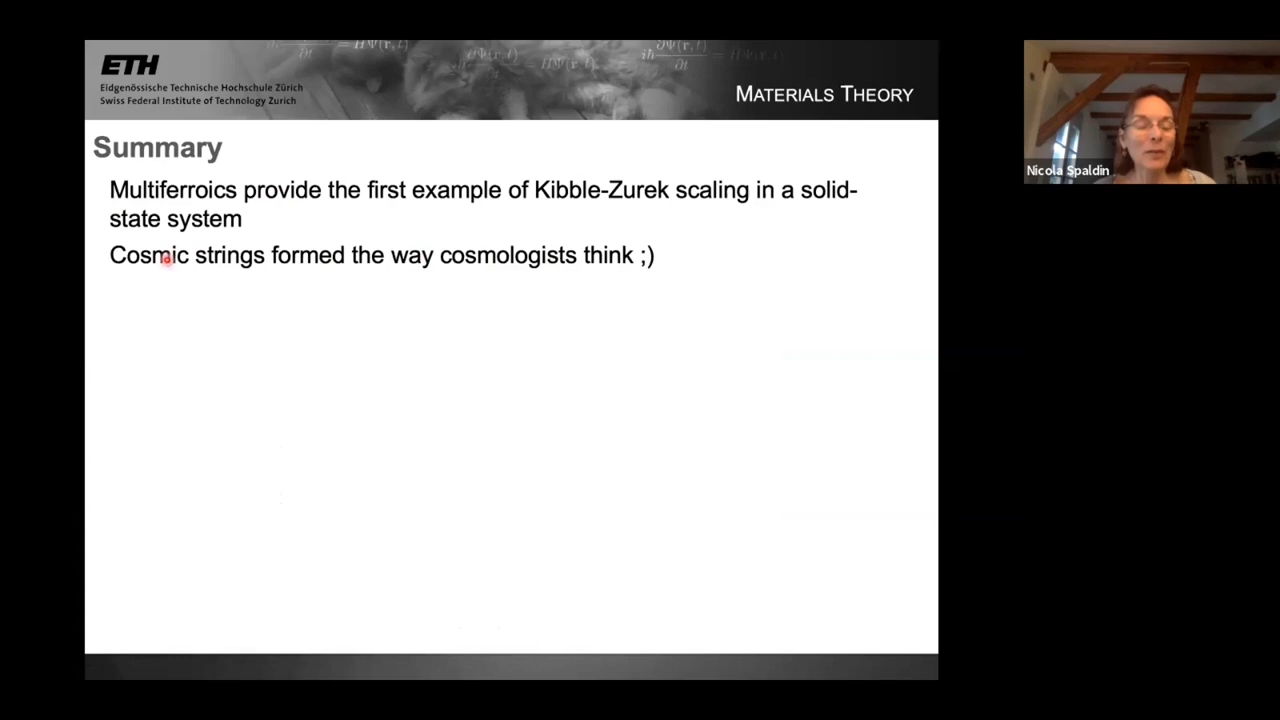 ETH
Eidgenössische Technische Hochschule Zürich
Swiss Federal Institute of Technology Zurich
MATERIALS THEORY
Summary
Multiferroics provide the first example of Kibble-Zurek scaling in a solid-
state system
Cosmic strings formed the way cosmologists think ;)
Nicola Spaldin